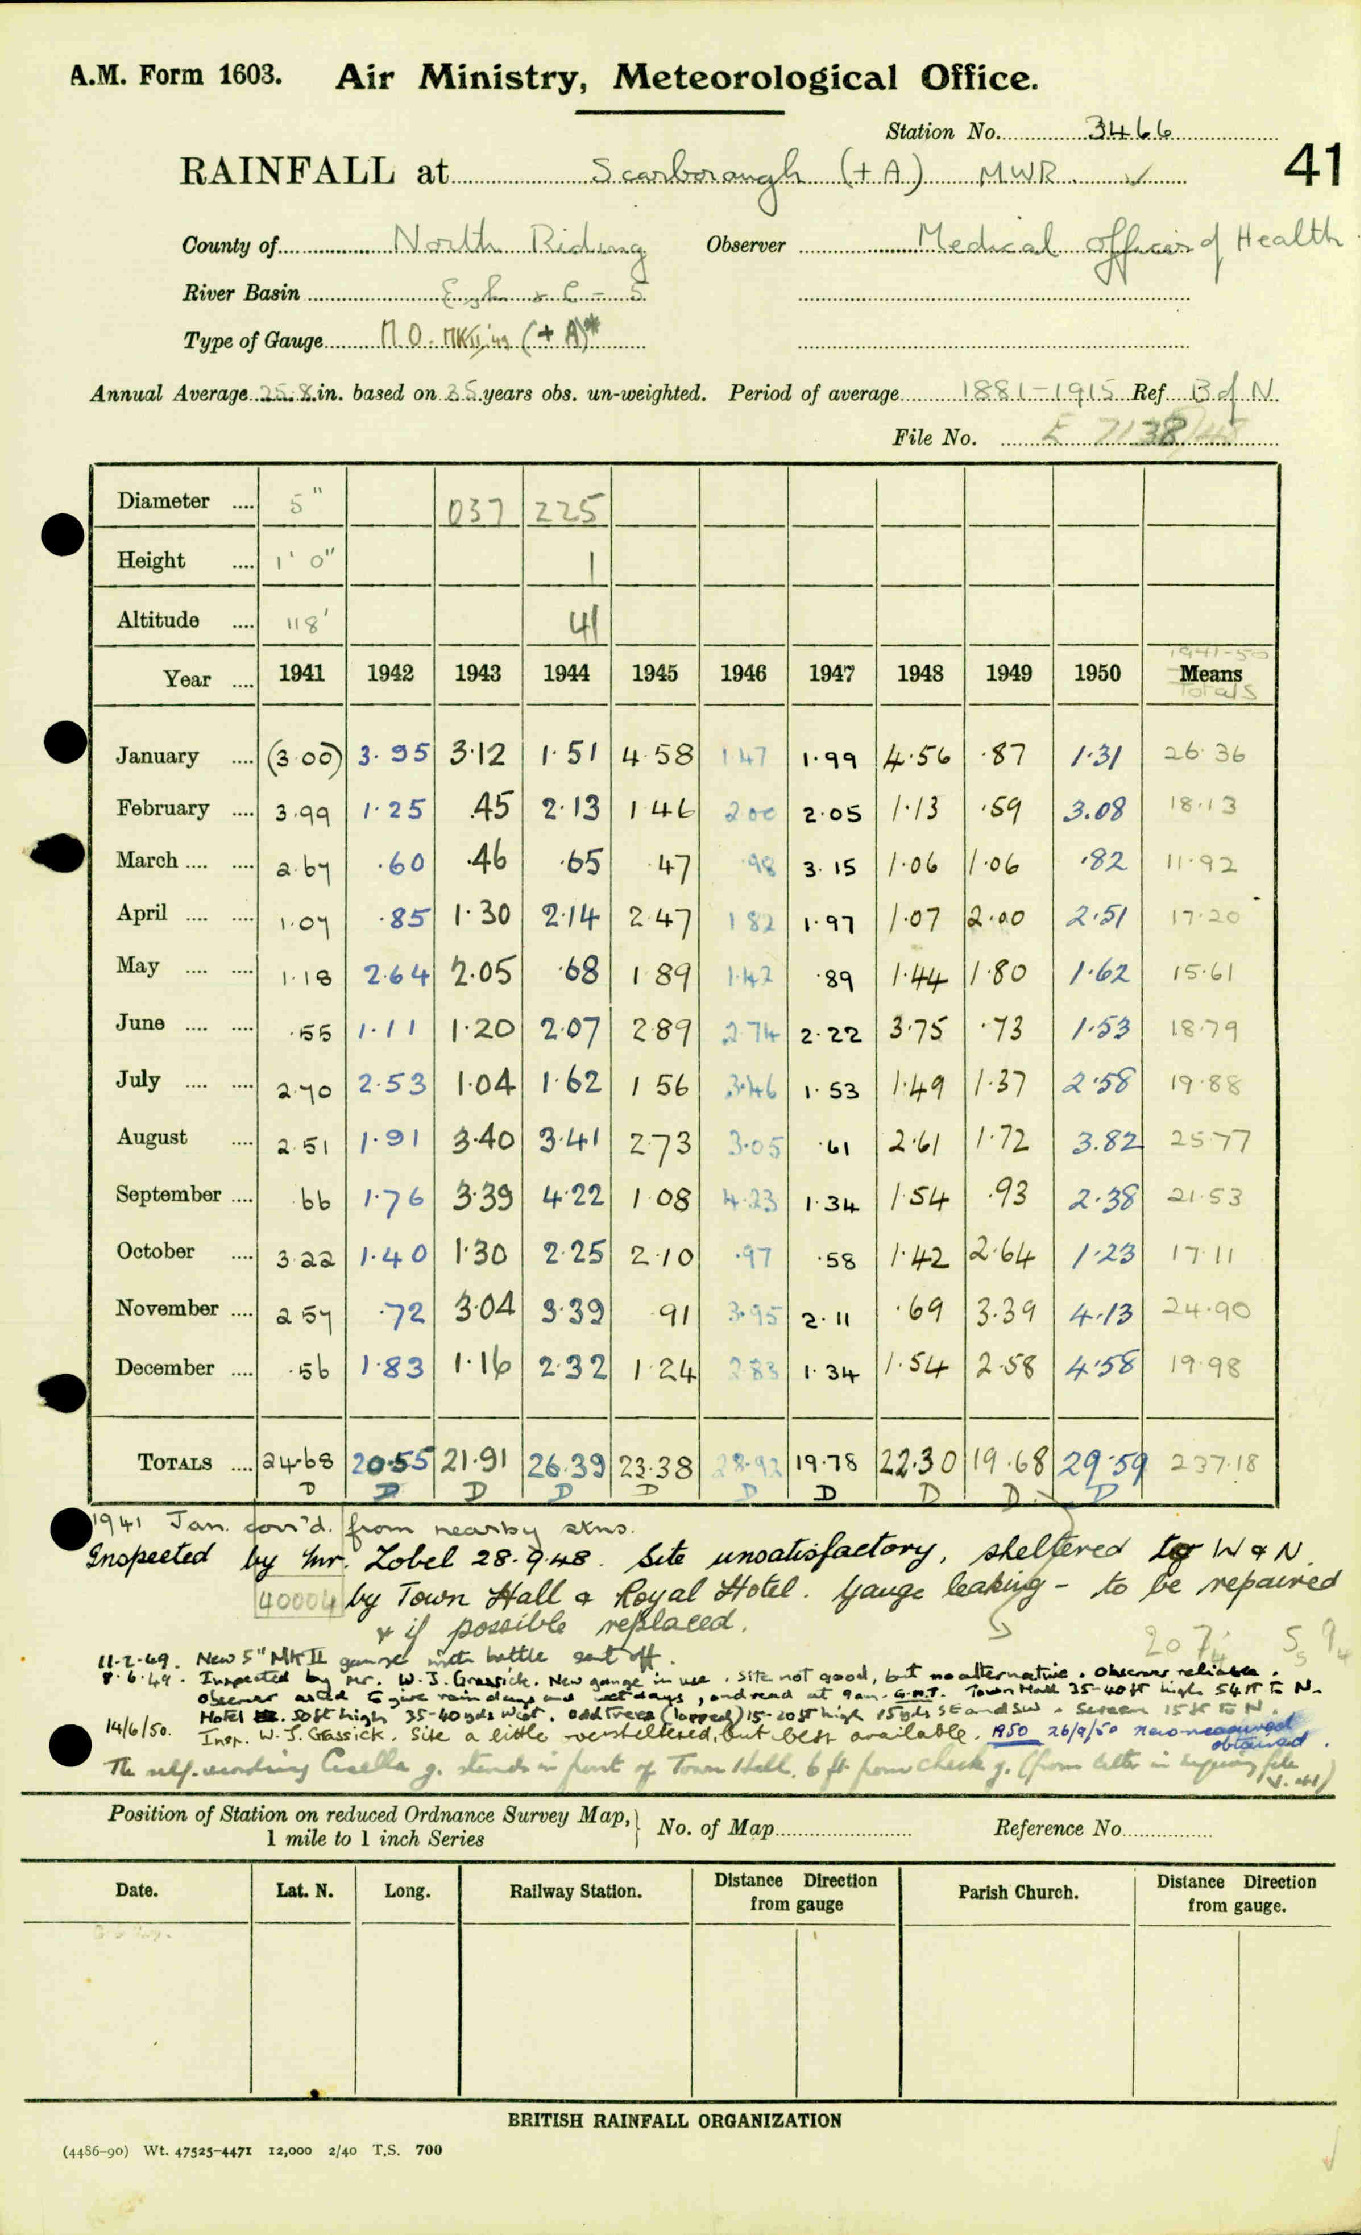 A.M. Form 1603. Air Ministry, Meteorological Office.
Station No. 3466
41
RAINFALL at Scarborough (+A) MWR ✓
County of North Riding Observer Medical Officer of Health
River Basin Esk & C - 5
Type of Gauge M.O. MKII '49 (+ A)*
Annual Average 25.8 in. based on 35 years obs. un-weighted. Period of average 1881-1915 Ref B of N
File No. E 7138/48
Diameter .... 5" 037 225
Height .... 1' 0" 1
Altitude .... 118' 41
1941-50
Year .... 1941 1942 1943 1944 1945 1946 1947 1948 1949 1950 Means
Totals
January .... (3.00) 3.95 3.12 1.51 4.58 1.47 1.99 4.56 .87 1.31 26.36
February .... 3.99 1.25 .45 2.13 1.46 2.00 2.05 1.13 .59 3.08 18.13
March .... .... 2.67 .60 .46 .65 .47 .98 3.15 1.06 1.06 .82 11.92
April .... .... 1.07 .85 1.30 2.14 2.47 1.82 1.97 1.07 2.00 2.51 17.20
May .... .... 1.18 2.64 2.05 .68 1.89 1.42 .89 1.44 1.80 1.62 15.61
June .... .... .55 1.11 1.20 2.07 2.89 2.74 2.22 3.75 .73 1.53 18.79
July .... .... 2.70 2.53 1.04 1.62 1.56 3.46 1.53 1.49 1.37 2.58 19.88
August .... 2.51 1.91 3.40 3.41 2.73 3.05 .61 2.61 1.72 3.82 25.77
September .... .66 1.76 3.39 4.22 1.08 4.23 1.34 1.54 .93 2.38 21.53
October .... 3.22 1.40 1.30 2.25 2.10 .97 .58 1.42 2.64 1.23 17.11
November .... 2.57 .72 3.04 3.39 .91 3.95 2.11 .69 3.39 4.13 24.90
December .... .56 1.83 1.16 2.32 1.24 2.83 1.34 1.54 2.58 4.58 19.98
TOTALS .... 24.68 20.55 21.91 26.39 23.38 28.92 19.78 22.30 19.68 29.59 237.18
D D D D D D D D D D
1941 Jan. corr'd. from nearby stns.
Inspected by Mr. Zobel 28.9.48. Site unsatisfactory, sheltered to W & N.
40004 by Town Hall & Royal Hotel. Gauge leaking - to be repaired
* if possible replaced.
11-2-49. New 5" Mk II gauge with bottle sent off.
8.6.49. Inspected by Mr. W. J. Grassick. New gauge in use. Site not good, but no alternative. Observer reliable.
Observer asked to give rain days and wet days, and read at 9am. G.M.T. Town Hall 35-40 ft high 54 ft to N.
Hotel 50 ft high 35-40 yds West. Odd trees (lopped) 15-20 ft high 15 yds SE and SW. Screen 15 ft to N.
14/6/50. Insp. W. J. Grassick. Site a little oversheltered, but best available. A50 26/9/50 New measured
obtained.
The self-recording Casella g. stands in front of Town Hall, 6 ft from check g. (from letter in
Position of Station on reduced Ordnance Survey Map, 1 mile to 1 inch Series } No. of Map Reference No.
Date. Lat. N. Long. Railway Station. Distance Direction from gauge Parish Church. Distance Direction from gauge.
BRITISH RAINFALL ORGANIZATION
(4486-90) Wt. 47525-4471 12,000 2/40 T.S. 700